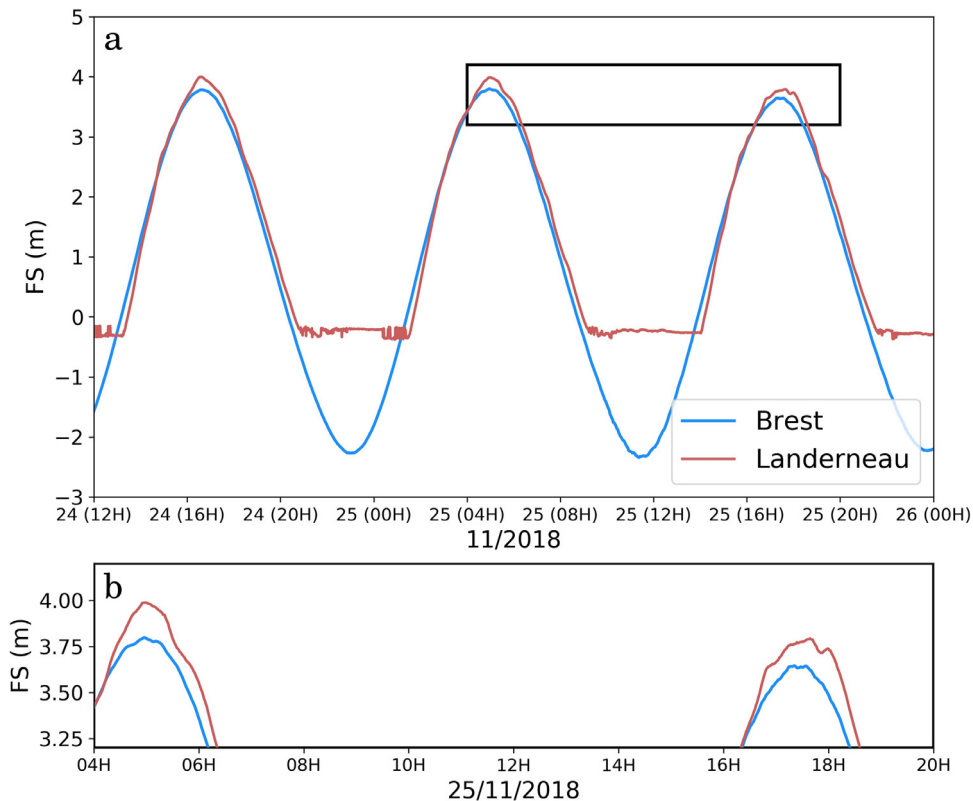 a
5
4
3
2
1
0
−1
−2
−3
FS (m)
Brest
Landerneau
24 (12H) 24 (16H) 24 (20H) 25 (00H) 25 (04H) 25 (08H) 25 (12H) 25 (16H) 25 (20H) 26 (00H)
11/2018
b
4.00
3.75
3.50
3.25
FS (m)
04H 06H 08H 10H 12H 14H 16H 18H 20H
25/11/2018